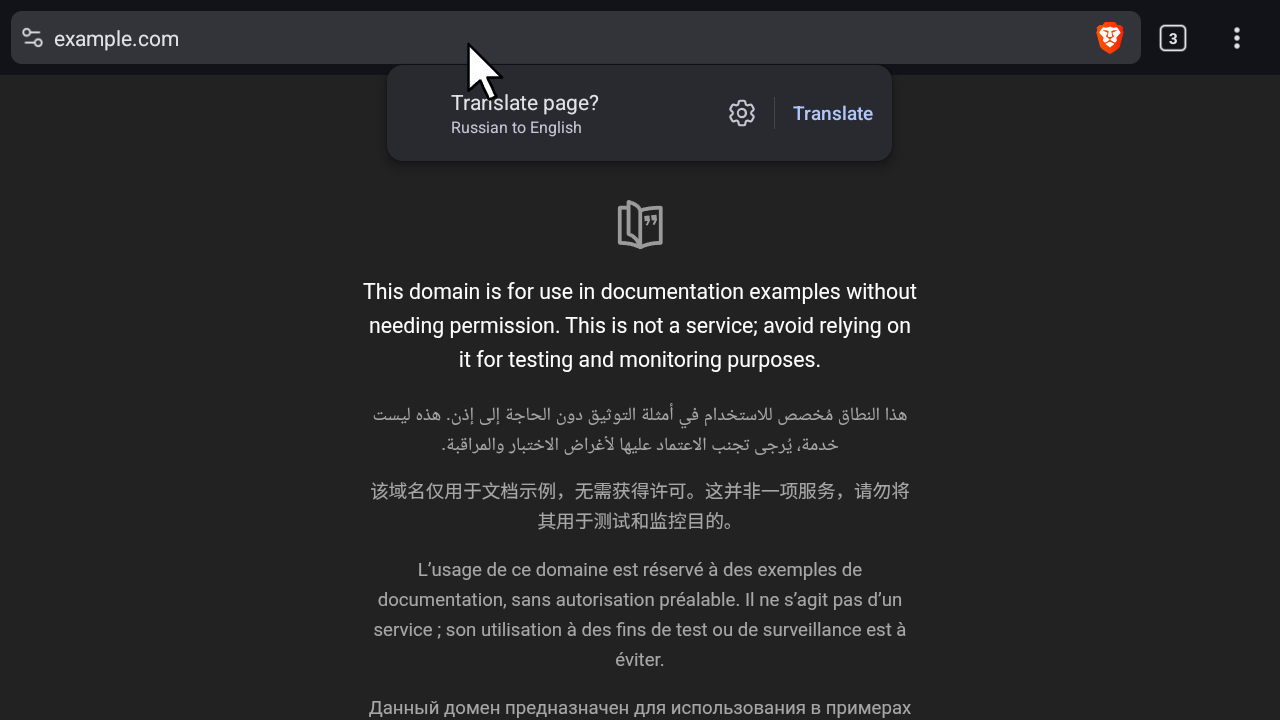 example.com
3
Translate page?
Russian to English
Translate
This domain is for use in documentation examples without
needing permission. This is not a service; avoid relying on
it for testing and monitoring purposes.
هذا النطاق مُخصص للاستخدام في أمثلة التوثيق دون الحاجة إلى إذن. هذه ليست
خدمة، يُرجى تجنب الاعتماد عليها لأغراض الاختبار والمراقبة.
该域名仅用于文档示例，无需获得许可。这并非一项服务，请勿将
其用于测试和监控目的。
L’usage de ce domaine est réservé à des exemples de
documentation, sans autorisation préalable. Il ne s’agit pas d’un
service ; son utilisation à des fins de test ou de surveillance est à
éviter.
Данный домен предназначен для использования в примерах